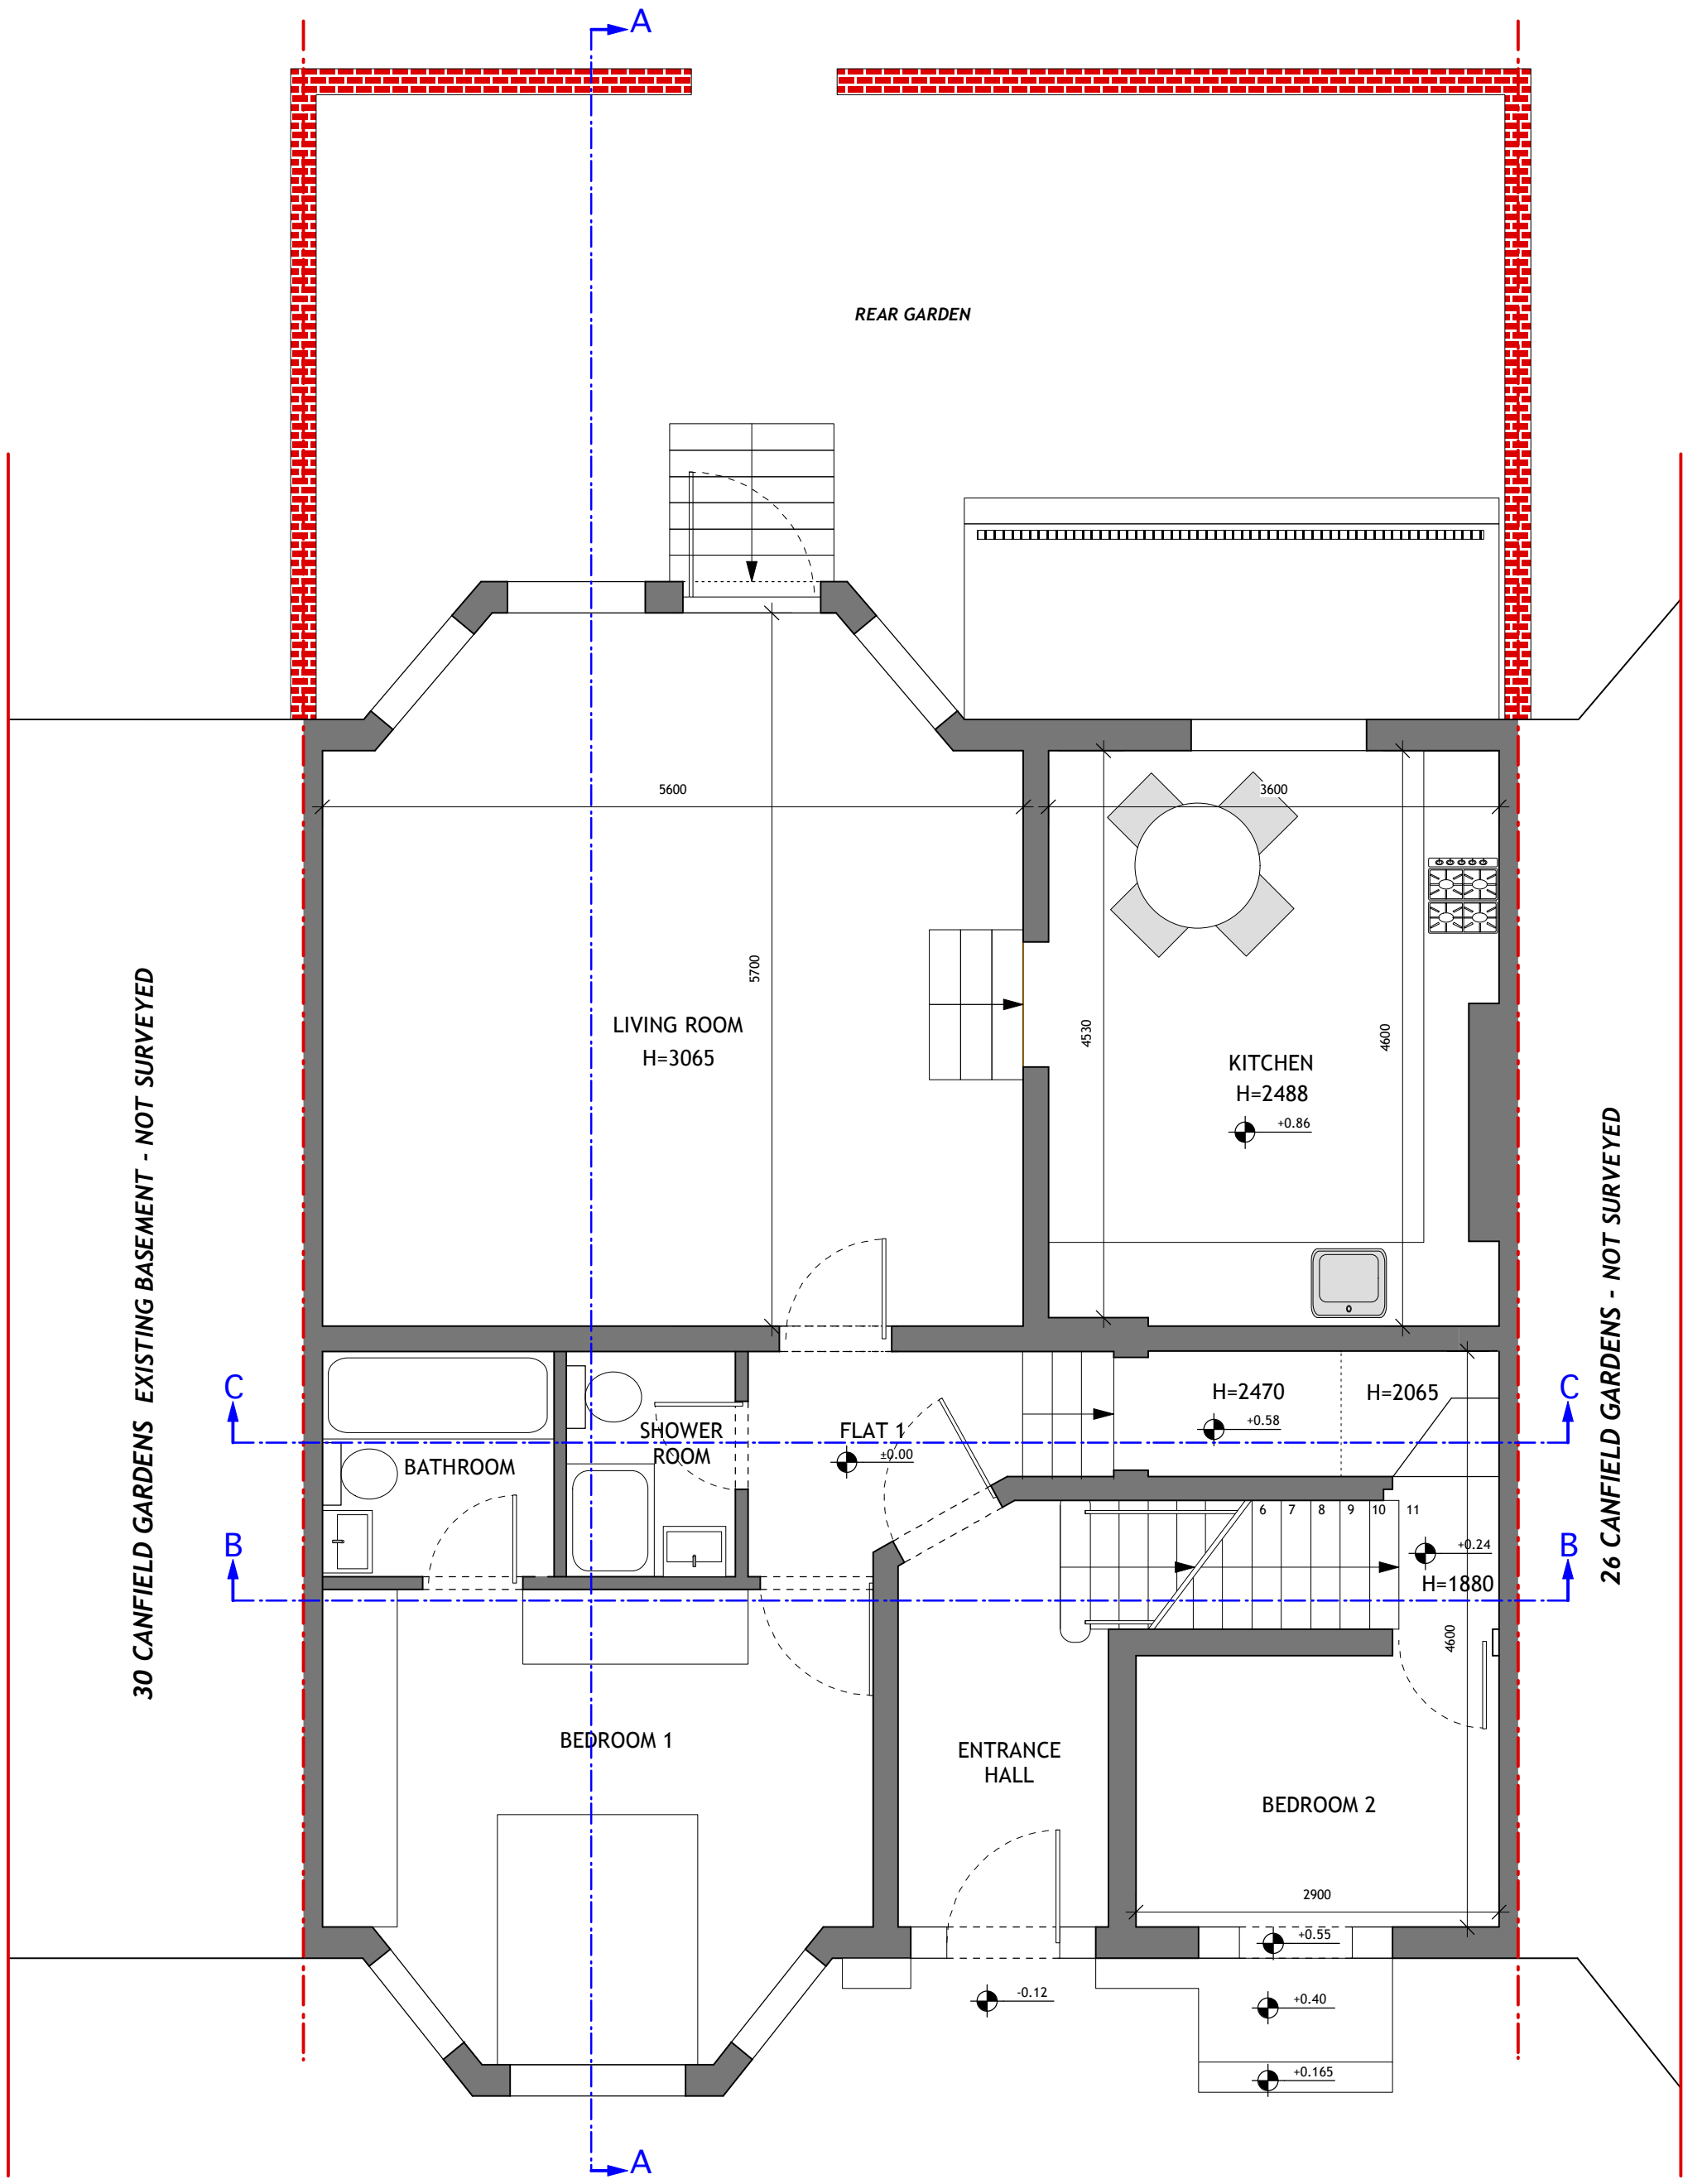 A
REAR GARDEN
5600
3600
5700
4530
4600
LIVING ROOM
H=3065
KITCHEN
H=2488
+0.86
30 CANFIELD GARDENS EXISTING BASEMENT - NOT SURVEYED
26 CANFIELD GARDENS - NOT SURVEYED
C
C
H=2470
H=2065
+0.58
SHOWER
ROOM
FLAT 1
±0.00
BATHROOM
6 7 8 9 10 11
B
B
+0.24
H=1880
4600
BEDROOM 1
ENTRANCE
HALL
BEDROOM 2
2900
+0.55
-0.12
+0.40
+0.165
A